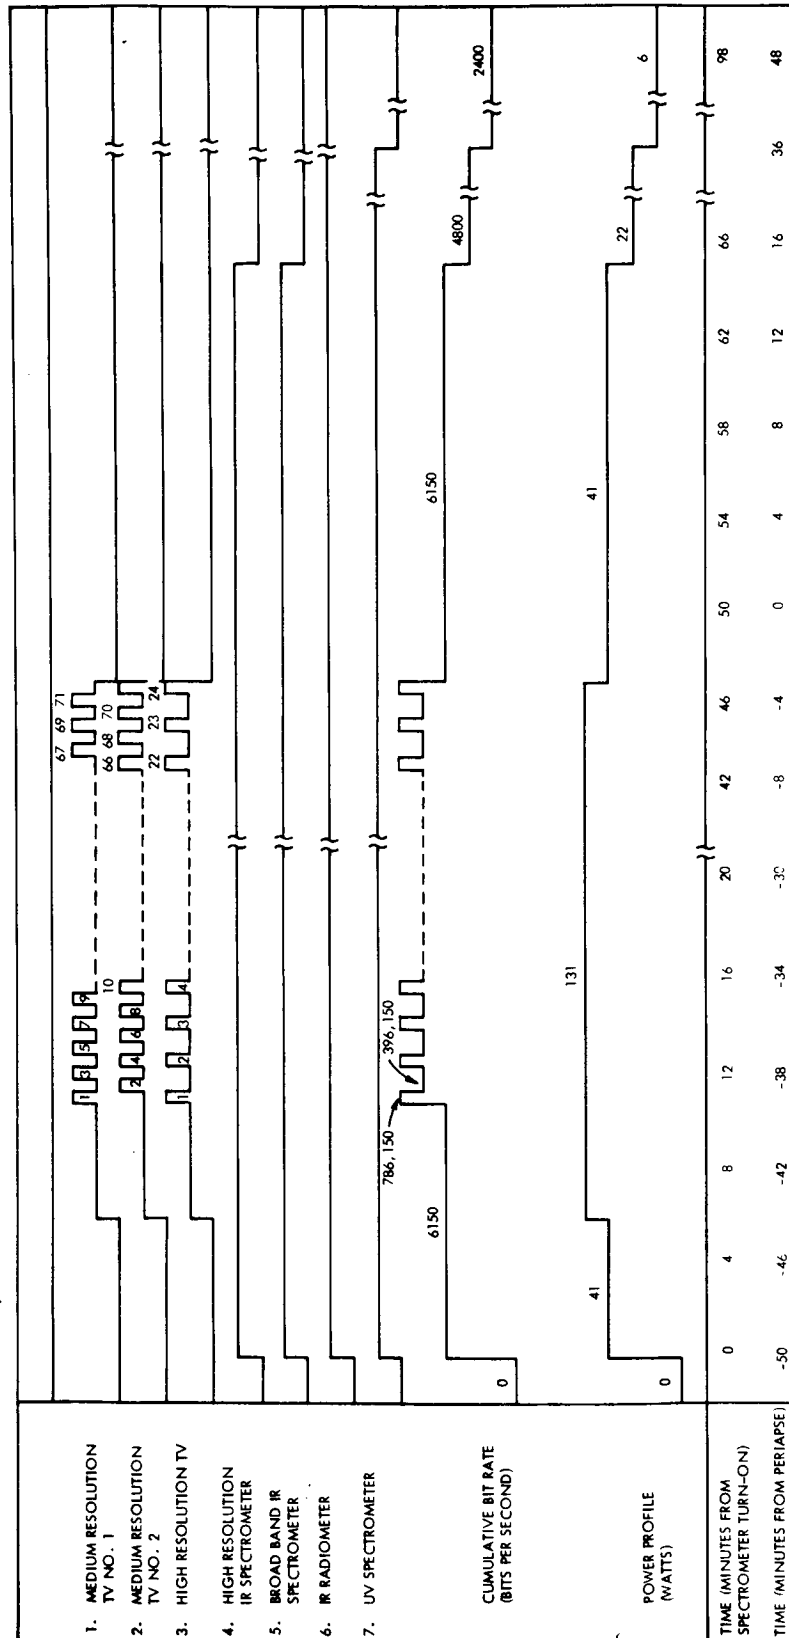 1. MEDIUM RESOLUTION
TV NO. 1
2. MEDIUM RESOLUTION
TV NO. 2
3. HIGH RESOLUTION TV
4. HIGH RESOLUTION
IR SPECTROMETER
5. BROAD BAND IR
SPECTROMETER
6. IR RADIOMETER
7. UV SPECTROMETER
CUMULATIVE BIT RATE
(BITS PER SECOND)
POWER PROFILE
(WATTS)
TIME (MINUTES FROM
SPECTROMETER TURN-ON)
TIME (MINUTES FROM PERIAPSE)
1 3 5 7 9 67 69 71
2 4 6 8 10 66 68 70
1 2 3 4 22 23 24
0 6150 786,150 396,150 6150 4800 2400
0 41 131 41 22 6
0 4 8 12 16 20 42 46 50 54 58 62 66 98
-50 -46 -42 -38 -34 -30 -8 -4 0 4 8 12 16 36 48